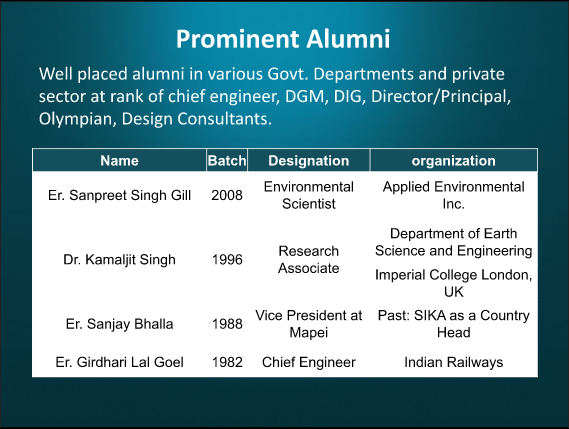 Prominent Alumni
Well placed alumni in various Govt. Departments and private
sector at rank of chief engineer, DGM, DIG, Director/Principal,
Olympian, Design Consultants.
Name Batch Designation organization
Er. Sanpreet Singh Gill 2008 Environmental Scientist Applied Environmental Inc.
Dr. Kamaljit Singh 1996 Research Associate Department of Earth Science and Engineering Imperial College London, UK
Er. Sanjay Bhalla 1988 Vice President at Mapei Past: SIKA as a Country Head
Er. Girdhari Lal Goel 1982 Chief Engineer Indian Railways